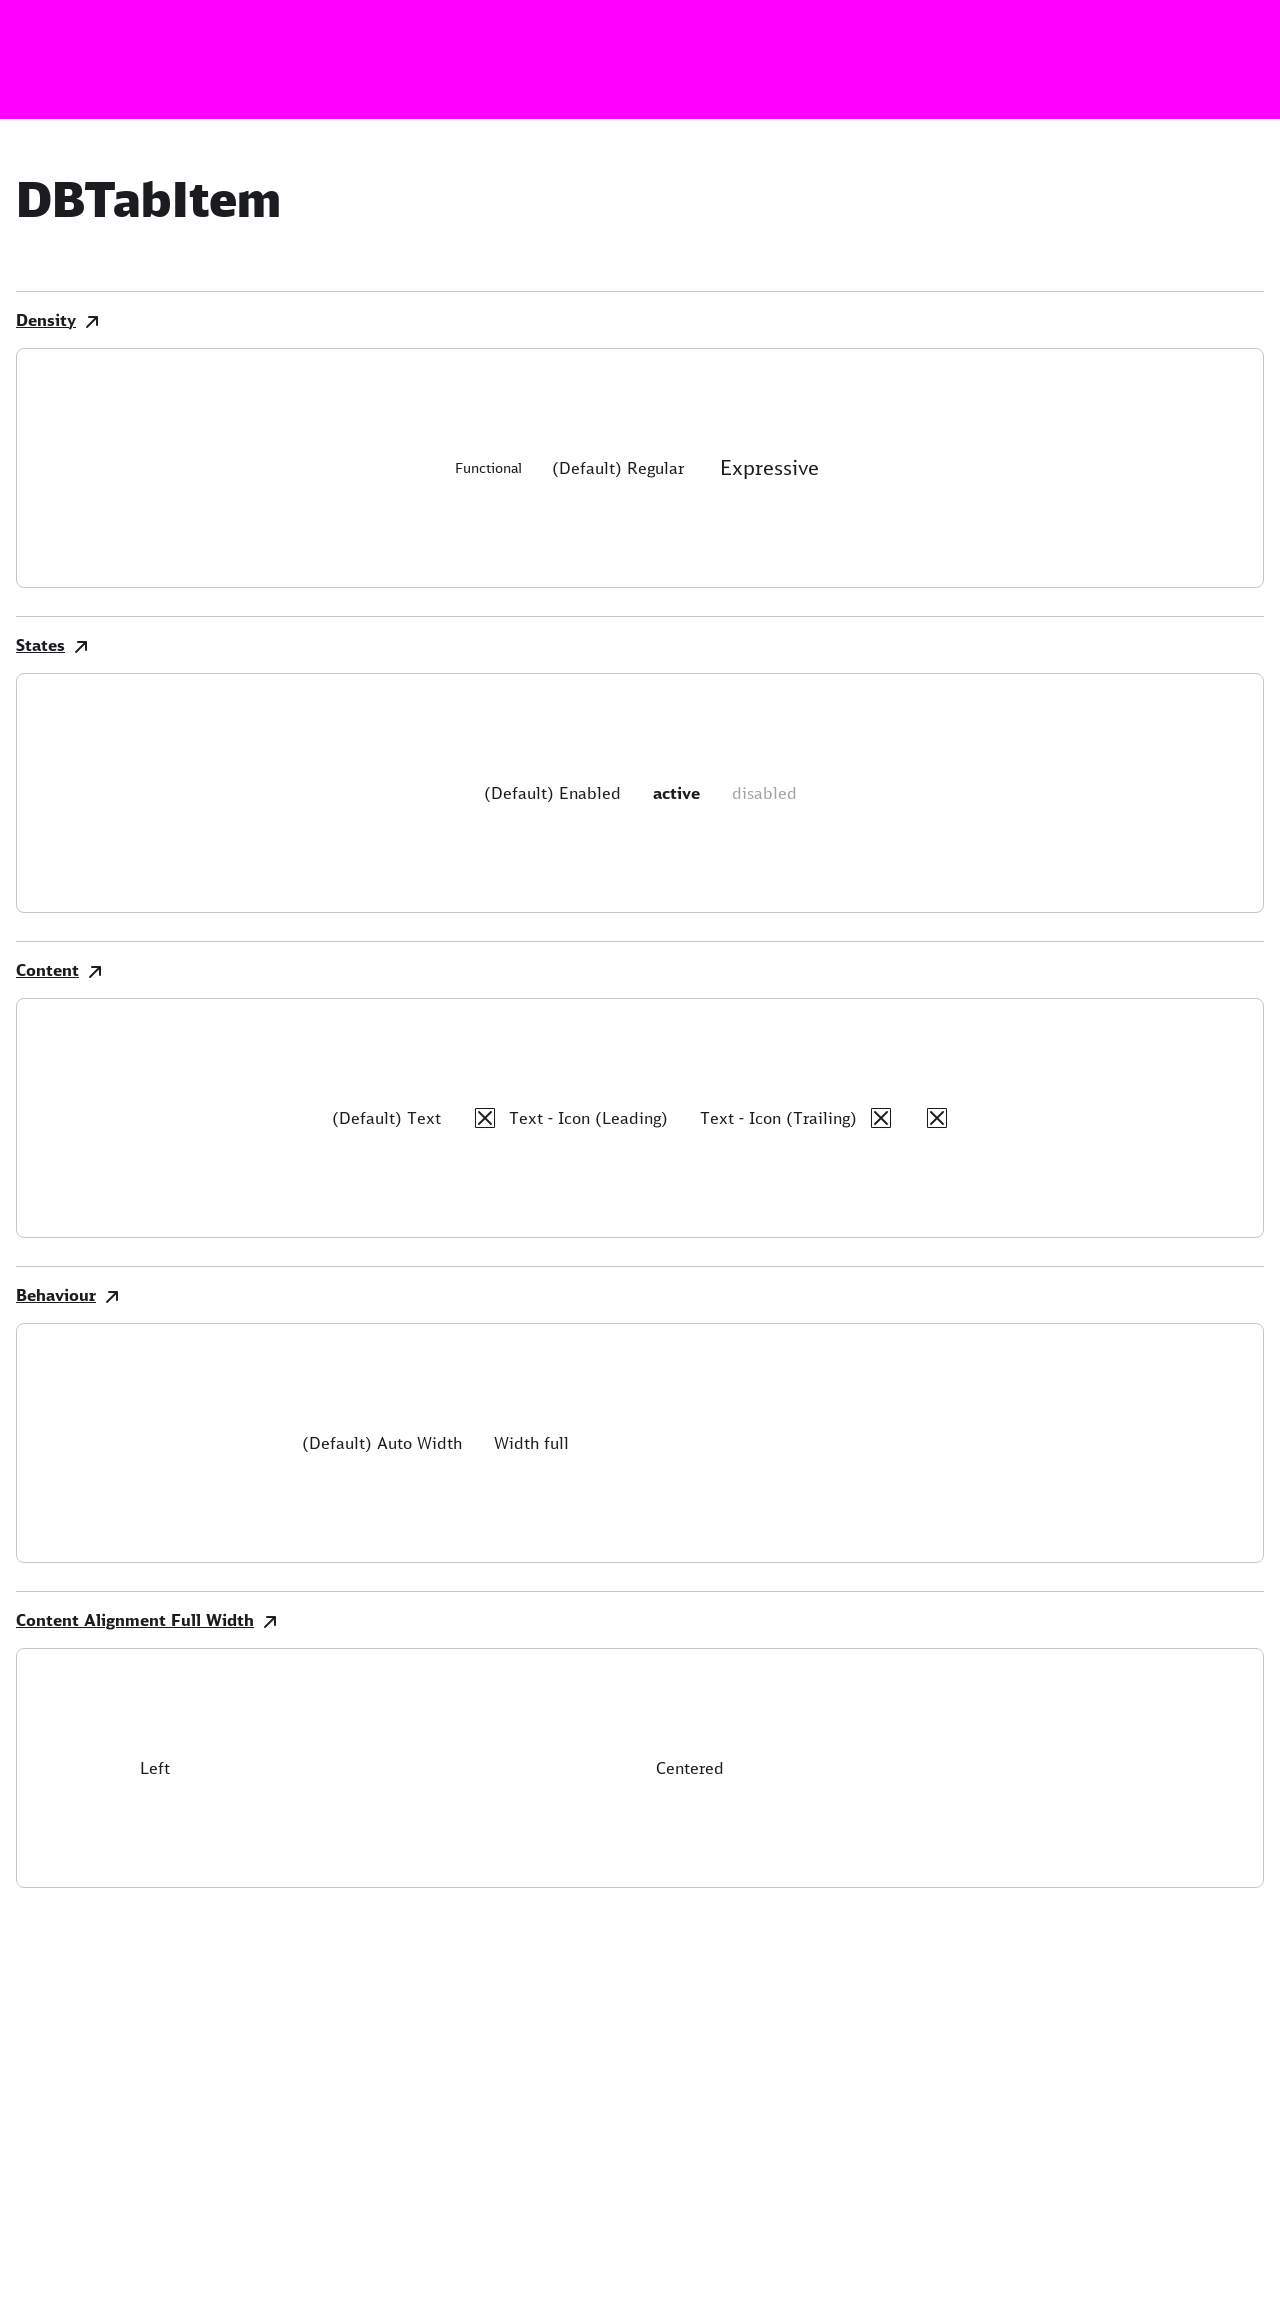 DBTabItem
Density
Functional (Default) Regular Expressive
States
(Default) Enabled active disabled
Content
(Default) Text Text - Icon (Leading) Text - Icon (Trailing)
Behaviour
(Default) Auto Width Width full
Content Alignment Full Width
Left Centered